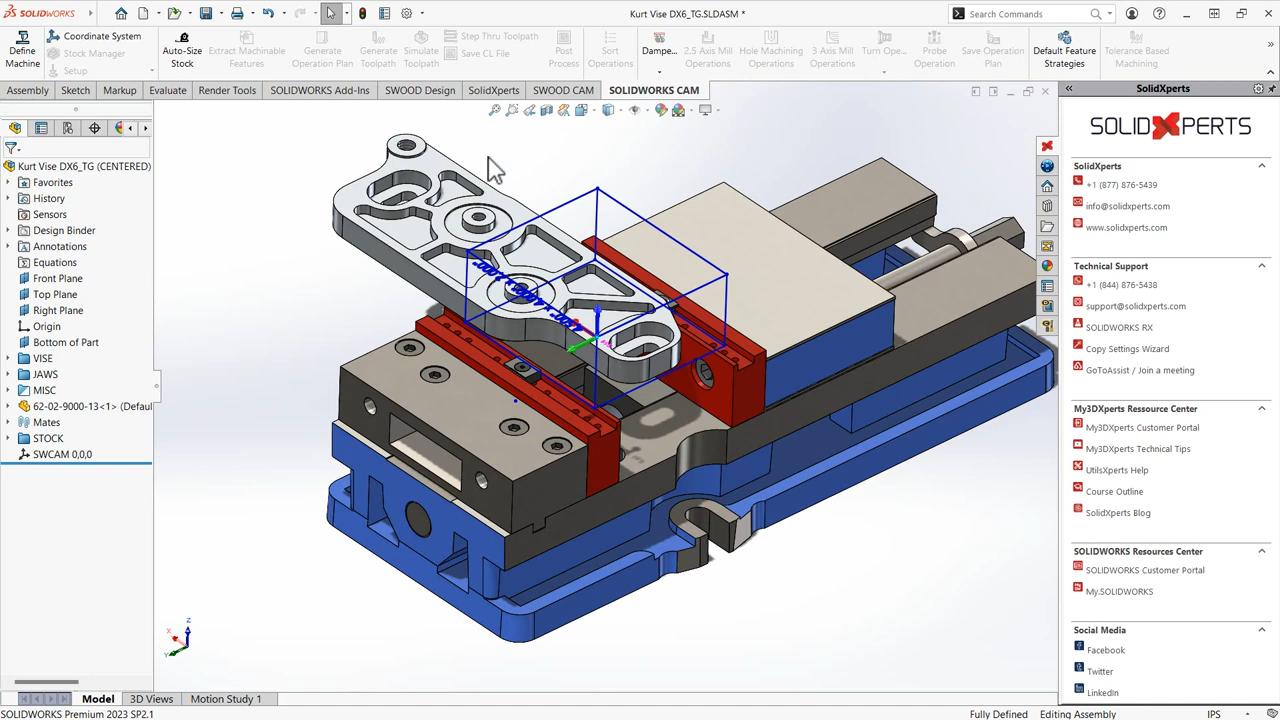 SOLIDWORKS
Kurt Vise DX6_TG.SLDASM *
Search Commands
Define Machine
Coordinate System
Stock Manager
Setup
Auto-Size Stock
Extract Machinable Features
Generate Operation Plan
Generate Toolpath
Simulate Toolpath
Step Thru Toolpath
Save CL File
Post Process
Sort Operations
Dampe...
2.5 Axis Mill Operations
Hole Machining Operations
3 Axis Mill Operations
Turn Ope...
Probe Operation
Save Operation Plan
Default Feature Strategies
Tolerance Based Machining
Assembly
Sketch
Markup
Evaluate
Render Tools
SOLIDWORKS Add-Ins
SWOOD Design
SolidXperts
SWOOD CAM
SOLIDWORKS CAM
Kurt Vise DX6_TG (CENTERED)
Favorites
History
Sensors
Design Binder
Annotations
Equations
Front Plane
Top Plane
Right Plane
Origin
Bottom of Part
VISE
JAWS
MISC
62-02-9000-13<1> (Defau
Mates
STOCK
SWCAM 0,0,0
Z
X
Y
SolidXperts
SOLIDXPERTS
SolidXperts
+1 (877) 876-5439
info@solidxperts.com
www.solidxperts.com
Technical Support
+1 (844) 876-5438
support@solidxperts.com
SOLIDWORKS RX
Copy Settings Wizard
GoToAssist / Join a meeting
My3DXperts Ressource Center
My3DXperts Customer Portal
My3DXperts Technical Tips
UtilsXperts Help
Course Outline
SolidXperts Blog
SOLIDWORKS Resources Center
SOLIDWORKS Customer Portal
My.SOLIDWORKS
Social Media
Facebook
Twitter
LinkedIn
Model
3D Views
Motion Study 1
SOLIDWORKS Premium 2023 SP2.1
Fully Defined
Editing Assembly
IPS